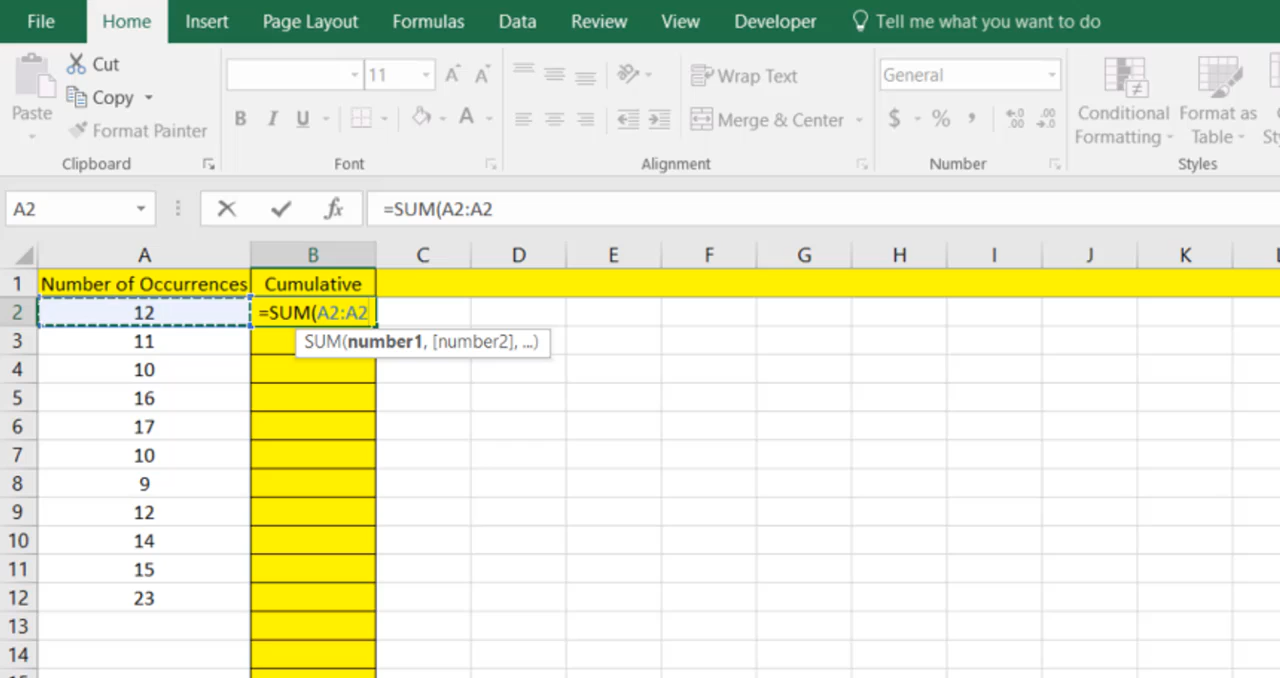 File Home Insert Page Layout Formulas Data Review View Developer Tell me what you want to do
Paste
Cut
Copy
Format Painter
Clipboard
11
A A
B I U A
Font
Wrap Text
Merge & Center
Alignment
General
$ % , .00 .0 .00
Number
Conditional Formatting
Format as Table
Styles
A2 fx =SUM(A2:A2
A B C D E F G H I J K
1 Number of Occurrences Cumulative
2 12 =SUM(A2:A2
SUM(number1, [number2], ...)
3 11
4 10
5 16
6 17
7 10
8 9
9 12
10 14
11 15
12 23
13
14